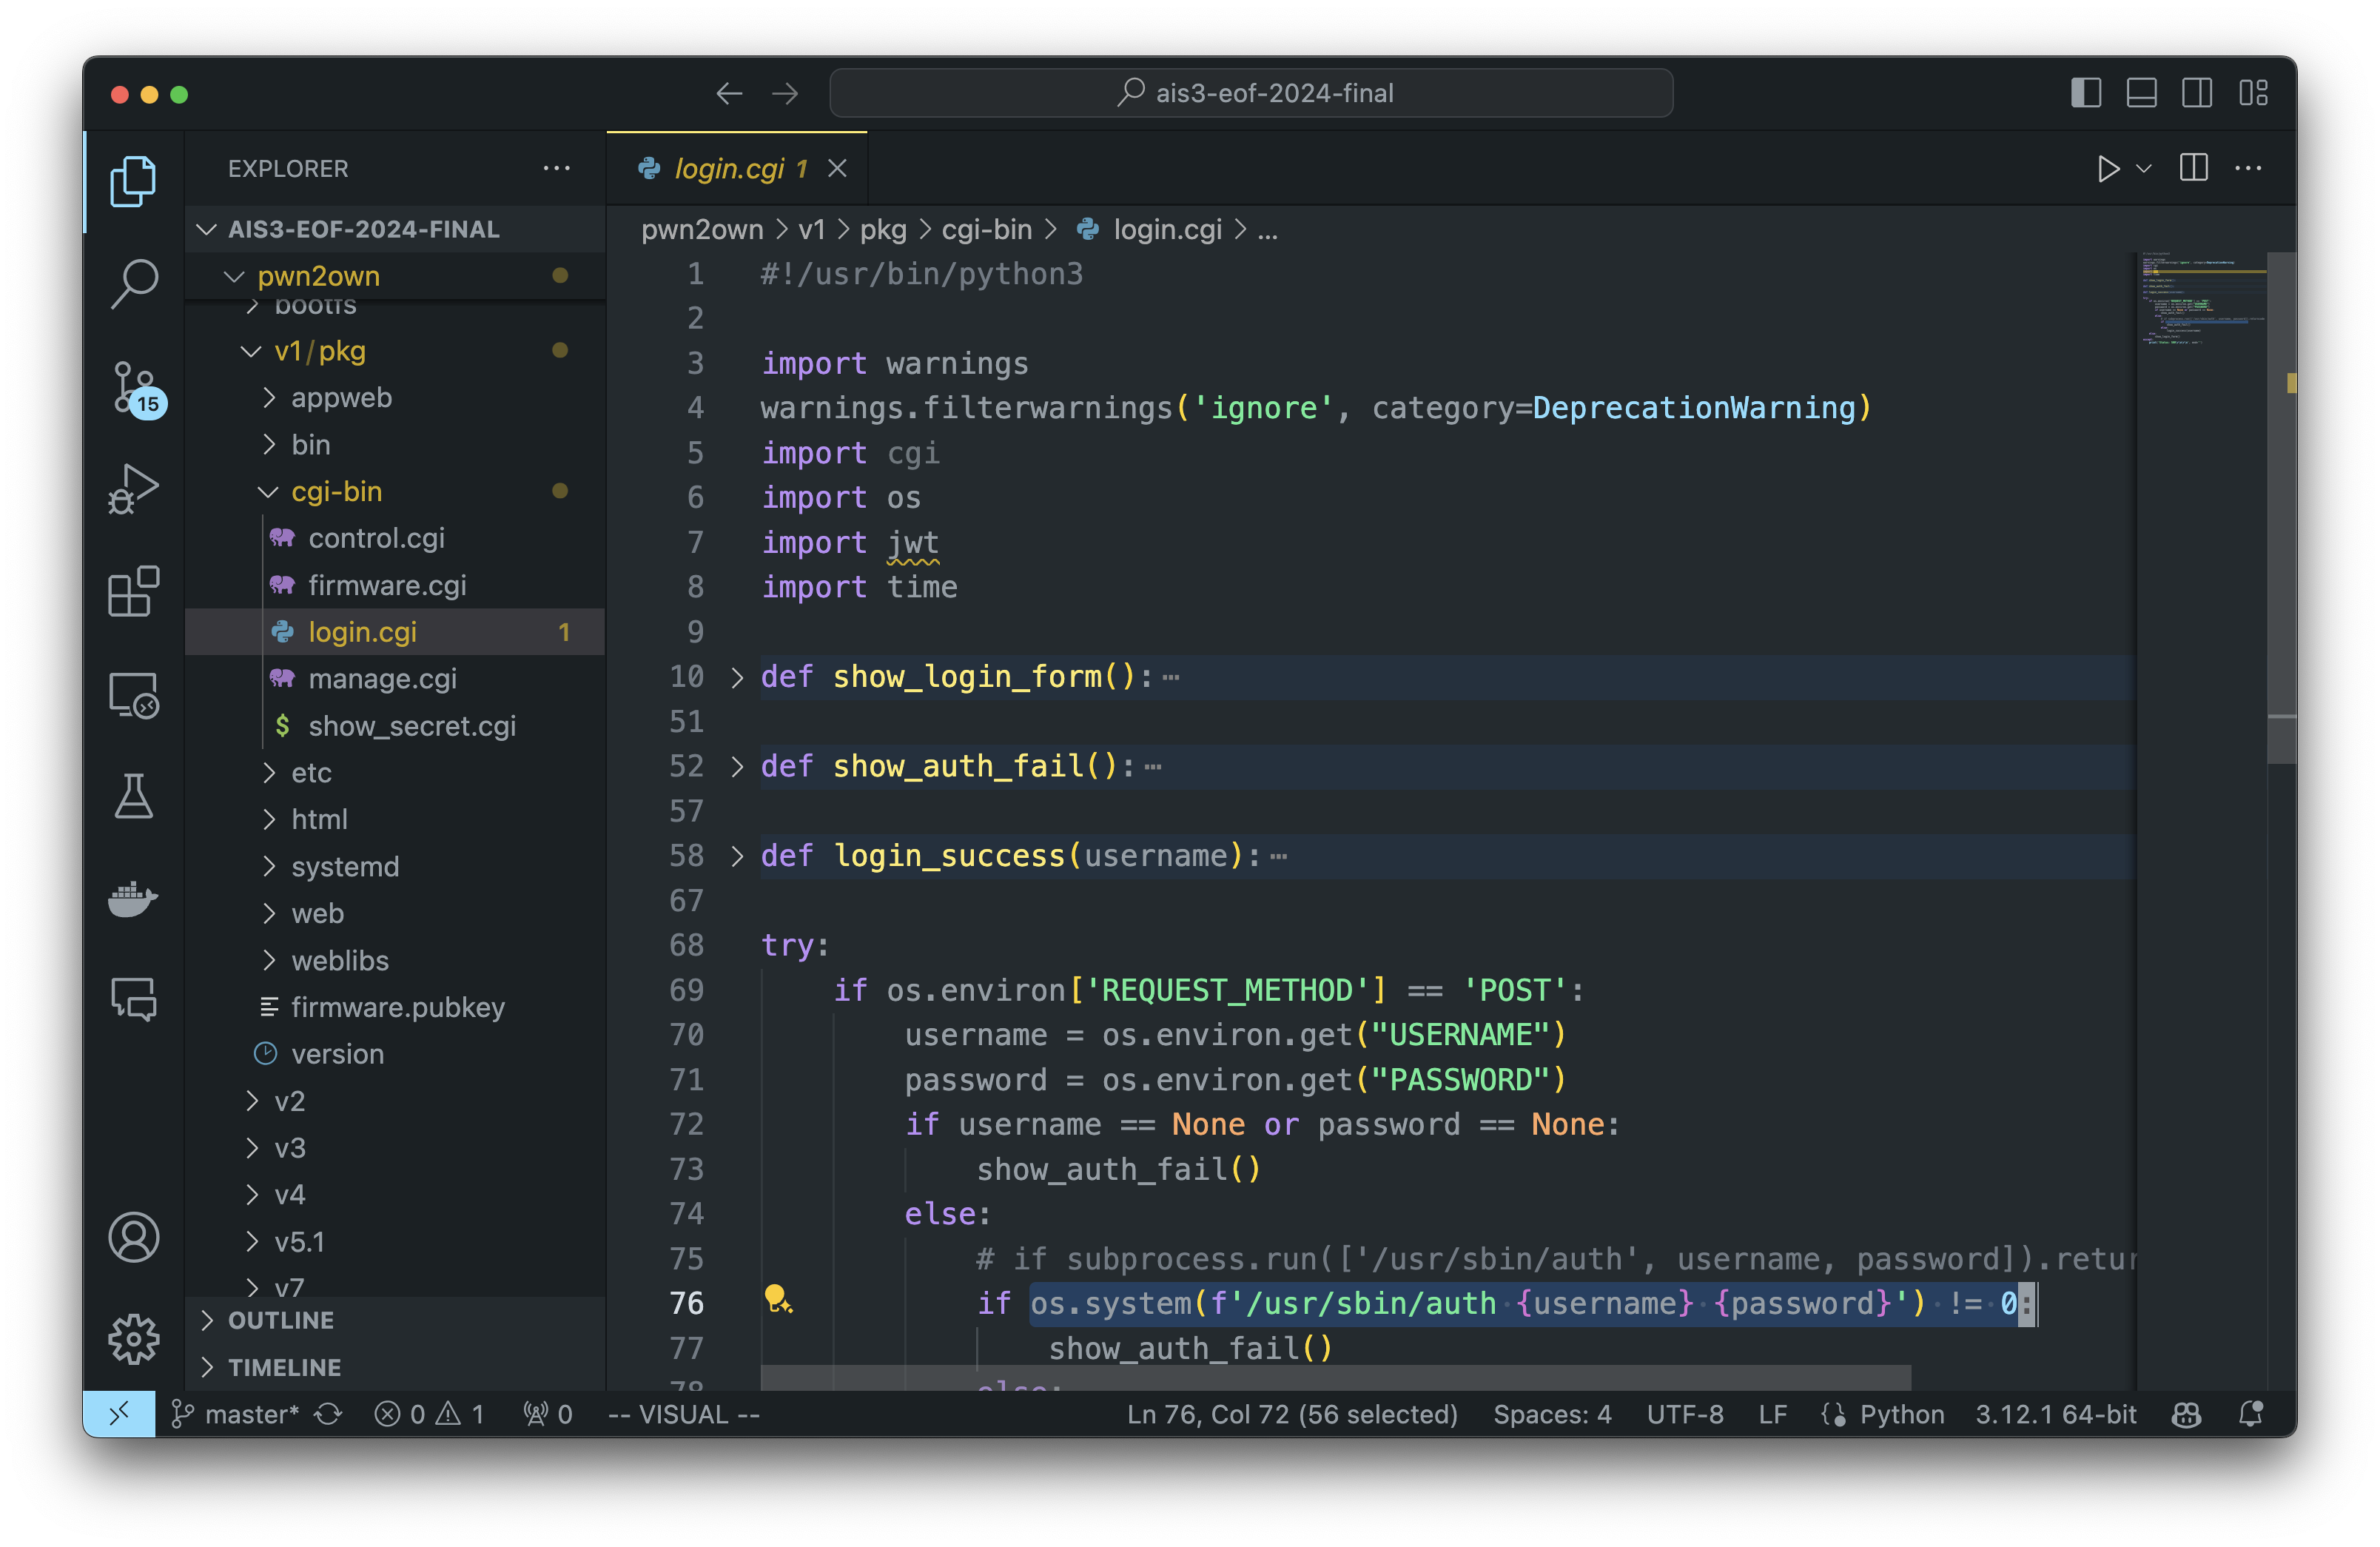 ais3-eof-2024-final
EXPLORER
AIS3-EOF-2024-FINAL
pwn2own
bootfs
v1/pkg
appweb
bin
cgi-bin
control.cgi
firmware.cgi
login.cgi 1
manage.cgi
$ show_secret.cgi
etc
html
systemd
web
weblibs
firmware.pubkey
version
v2
v3
v4
v5.1
v7
OUTLINE
TIMELINE
15
login.cgi 1
pwn2own > v1 > pkg > cgi-bin > login.cgi > ...
1 #!/usr/bin/python3
2
3 import warnings
4 warnings.filterwarnings('ignore', category=DeprecationWarning)
5 import cgi
6 import os
7 import jwt
8 import time
9
10 def show_login_form():…
51
52 def show_auth_fail():…
57
58 def login_success(username):…
67
68 try:
69 if os.environ['REQUEST_METHOD'] == 'POST':
70 username = os.environ.get("USERNAME")
71 password = os.environ.get("PASSWORD")
72 if username == None or password == None:
73 show_auth_fail()
74 else:
75 # if subprocess.run(['/usr/sbin/auth', username, password]).retur
76 if os.system(f'/usr/sbin/auth {username} {password}') != 0:
77 show_auth_fail()
78 else:
master* 0 1 0 -- VISUAL -- Ln 76, Col 72 (56 selected) Spaces: 4 UTF-8 LF Python 3.12.1 64-bit